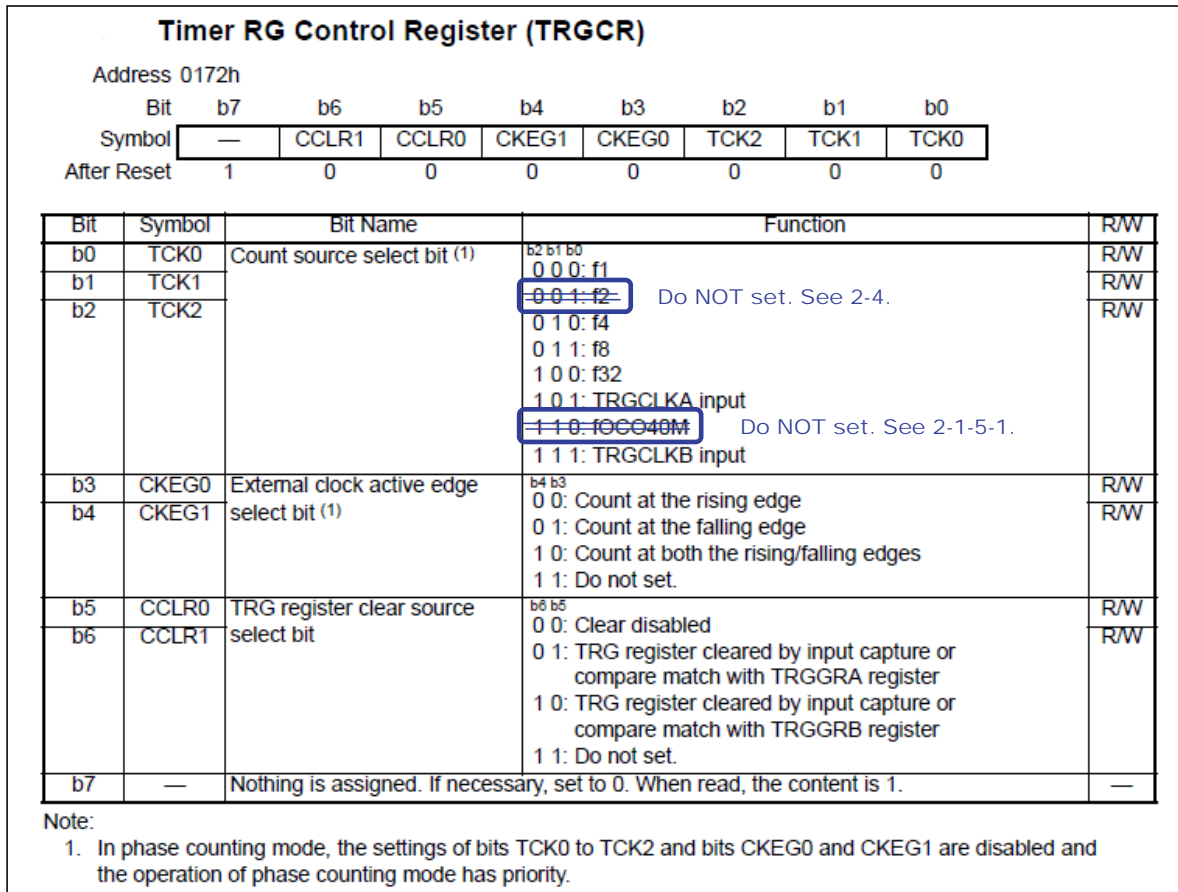 Timer RG Control Register (TRGCR)
Address 0172h
Bit b7 b6 b5 b4 b3 b2 b1 b0
Symbol — CCLR1 CCLR0 CKEG1 CKEG0 TCK2 TCK1 TCK0
After Reset 1 0 0 0 0 0 0 0
Bit Symbol Bit Name Function R/W
b0 TCK0 Count source select bit (1) b2 b1 b0 R/W
0 0 0: f1
b1 TCK1 0 0 1: f2 Do NOT set. See 2-4. R/W
b2 TCK2 0 1 0: f4 R/W
0 1 1: f8
1 0 0: f32
1 0 1: TRGCLKA input
1 1 0: fOCO40M Do NOT set. See 2-1-5-1.
1 1 1: TRGCLKB input
b3 CKEG0 External clock active edge b4 b3 R/W
0 0: Count at the rising edge
b4 CKEG1 select bit (1) 0 1: Count at the falling edge R/W
1 0: Count at both the rising/falling edges
1 1: Do not set.
b5 CCLR0 TRG register clear source b6 b5 R/W
0 0: Clear disabled
b6 CCLR1 select bit 0 1: TRG register cleared by input capture or R/W
compare match with TRGGRA register
1 0: TRG register cleared by input capture or
compare match with TRGGRB register
1 1: Do not set.
b7 — Nothing is assigned. If necessary, set to 0. When read, the content is 1. —
Note:
1. In phase counting mode, the settings of bits TCK0 to TCK2 and bits CKEG0 and CKEG1 are disabled and
the operation of phase counting mode has priority.